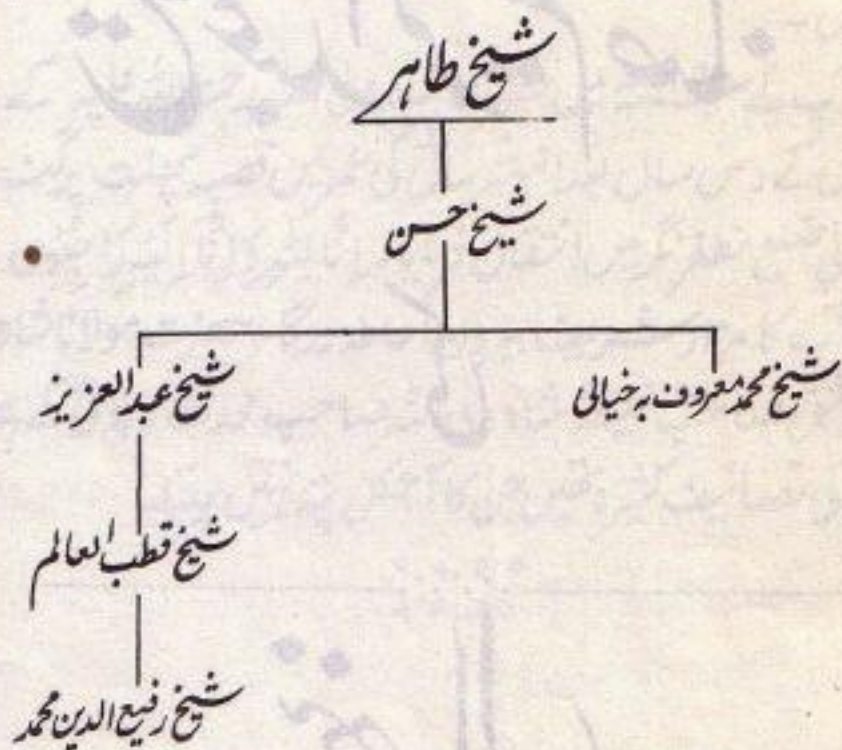 شیخ طاہر
شیخ حسن
شیخ محمد معروف بہ خیالی
شیخ عبدالعزیز
شیخ قطب العالم
شیخ رفیع الدین محمد